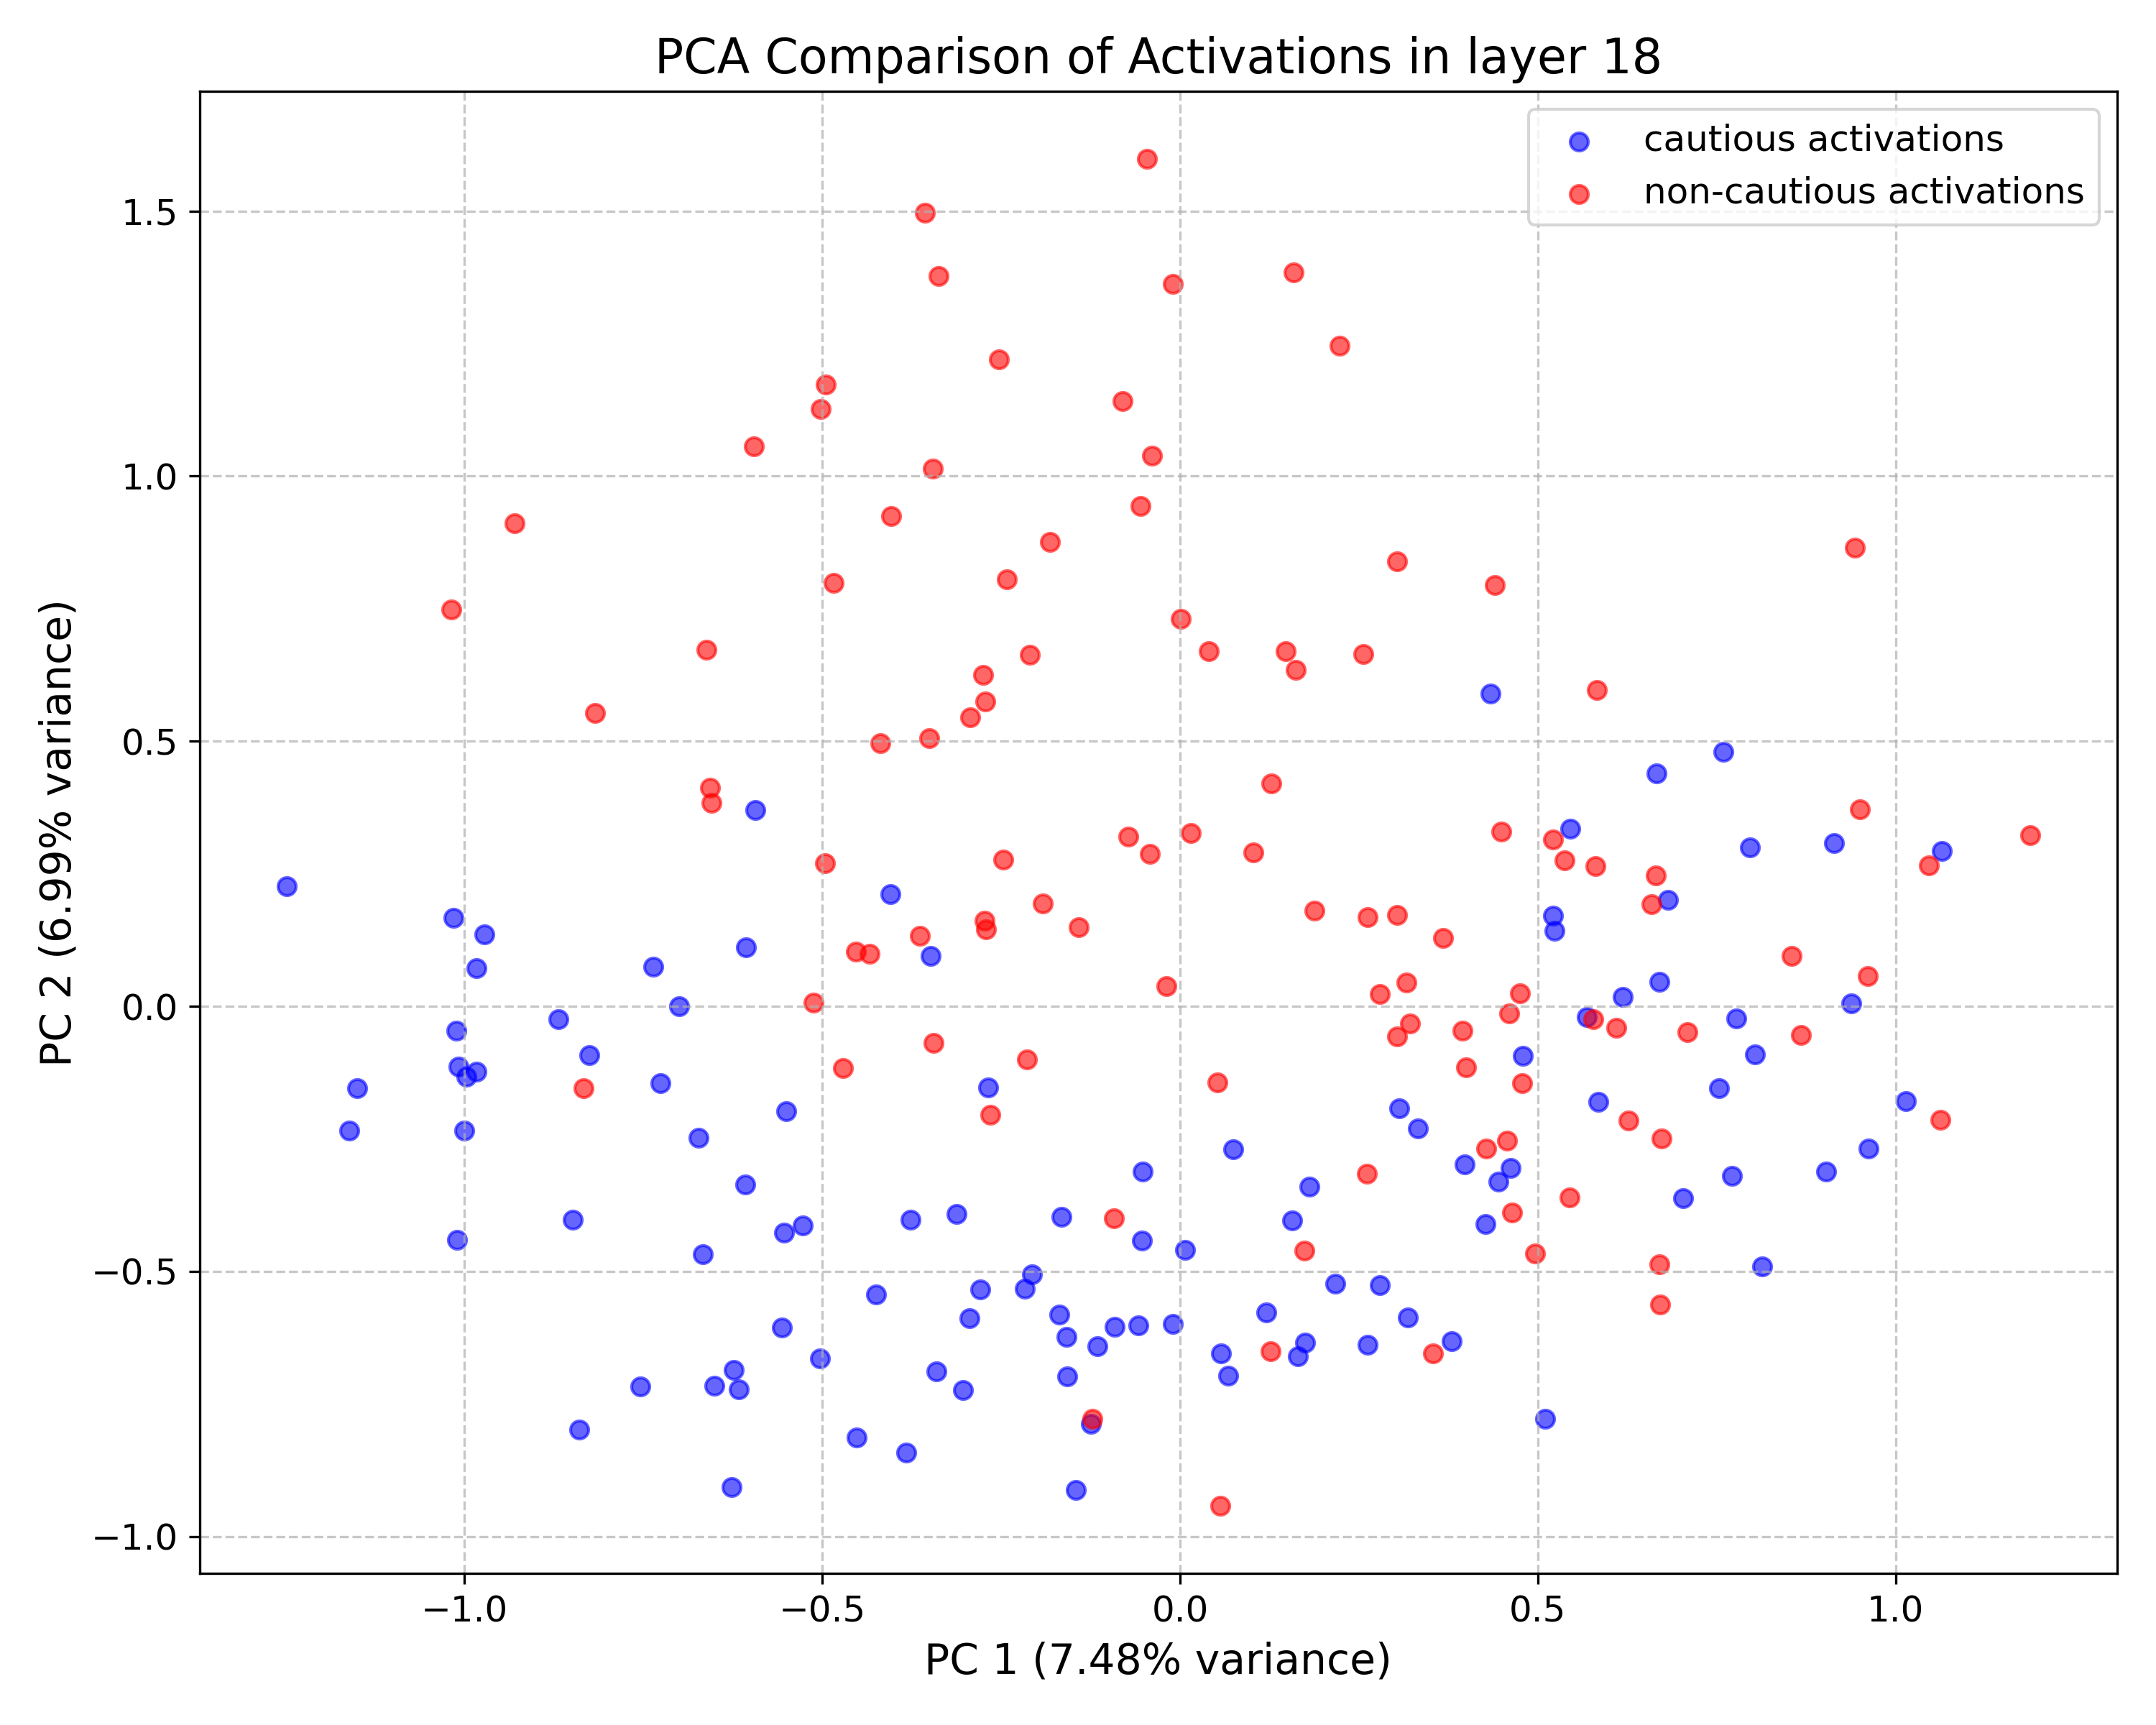 PCA Comparison of Activations in layer 18
cautious activations
non-cautious activations
1.5
1.0
0.5
0.0
−0.5
−1.0
PC 2 (6.99% variance)
−1.0
−0.5
0.0
0.5
1.0
PC 1 (7.48% variance)